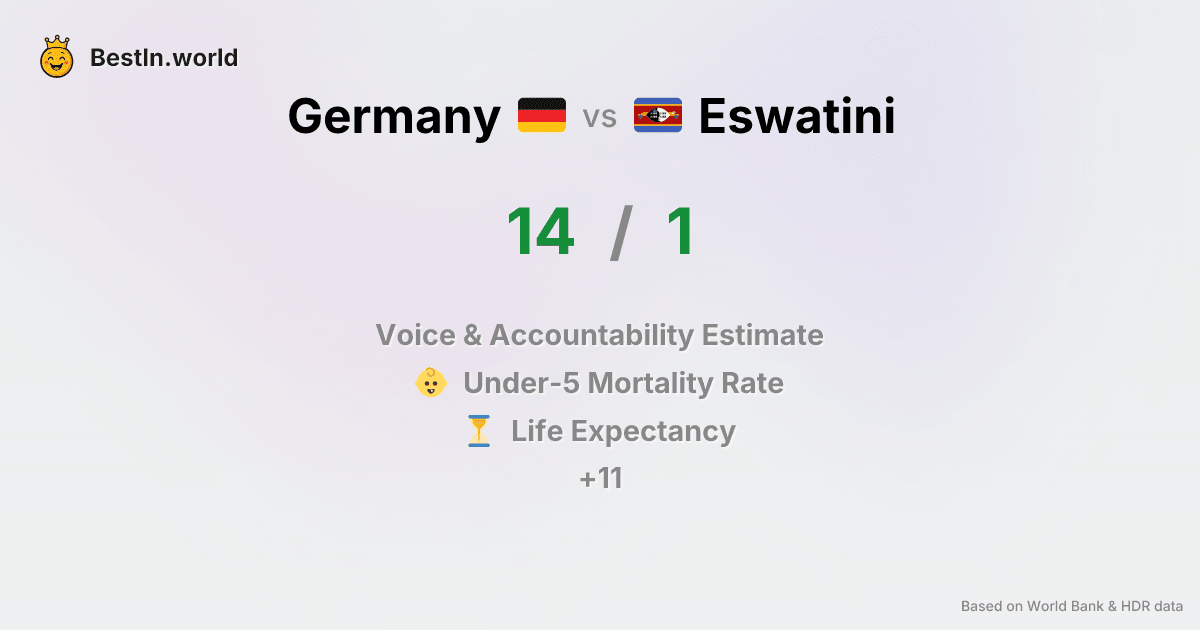 BestIn.world
Germany vs Eswatini
14 / 1
Voice & Accountability Estimate
Under-5 Mortality Rate
Life Expectancy
+11
Based on World Bank & HDR data